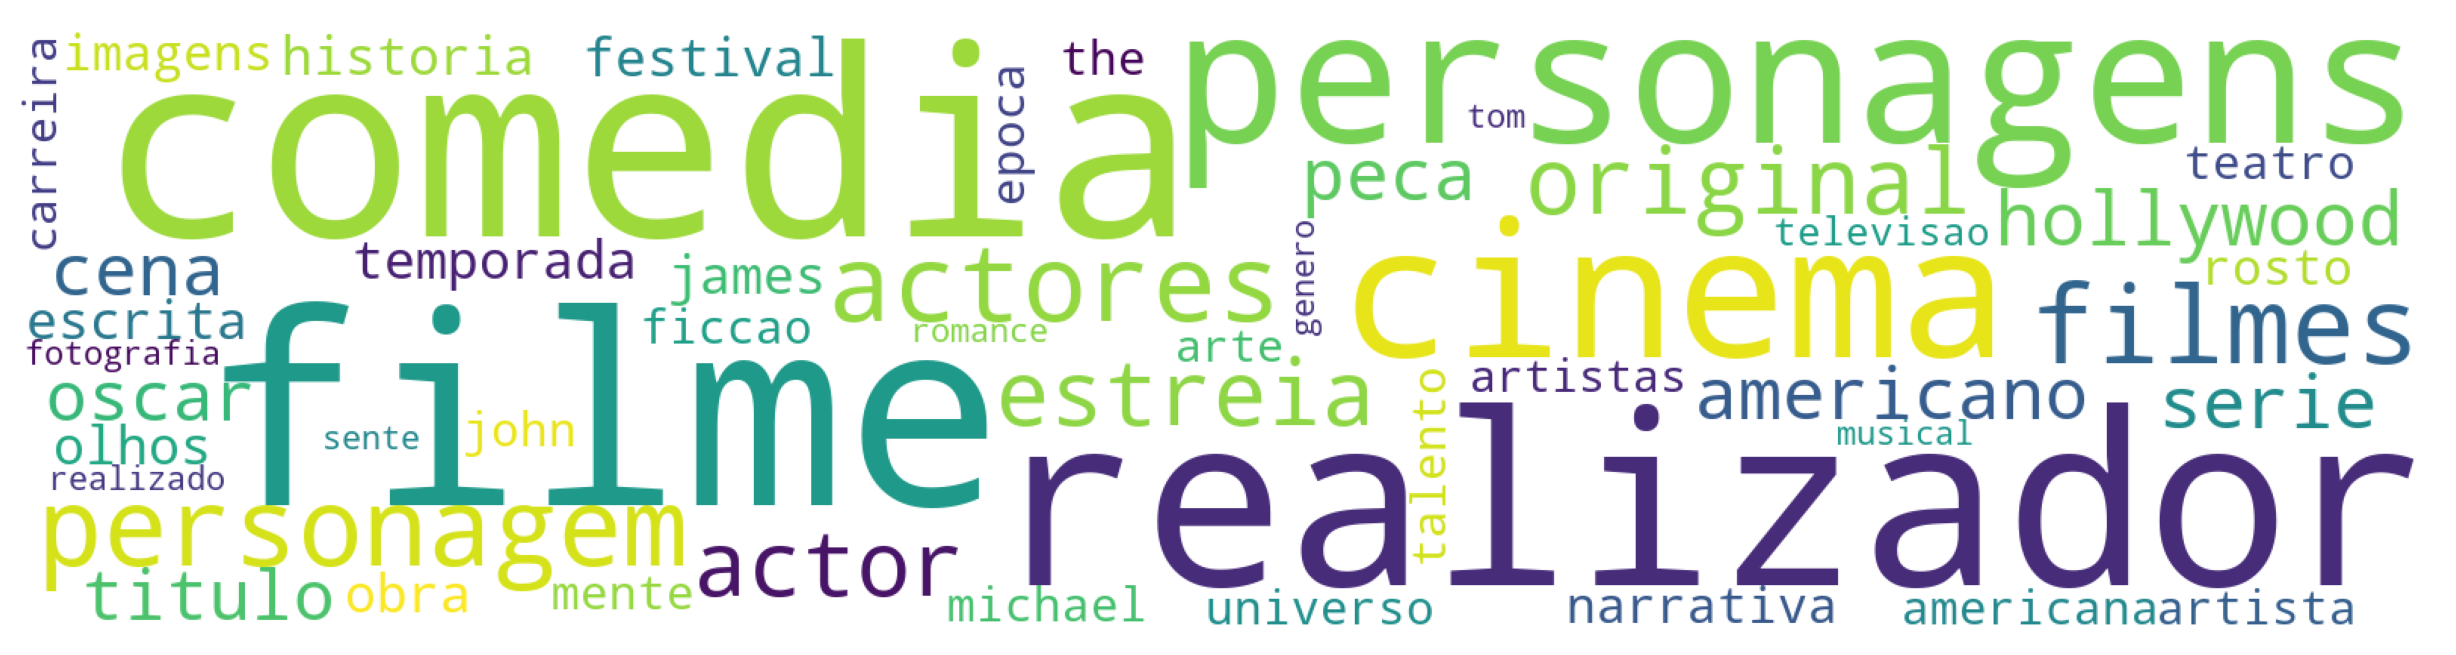 carreira
imagens
historia
festival
comedia
epoca
the
personagens
tom
peca
original
teatro
hollywood
televisao
cena
temporada
james
actores
genero
cinema
rosto
escrita
ficcao
romance
arte
filmes
fotografia
oscar
filme
estreia
talento
artistas
americano
serie
olhos
sente
john
musical
realizado
realizador
personagem
actor
titulo
obra
mente
michael
universo
narrativa
americana
artista